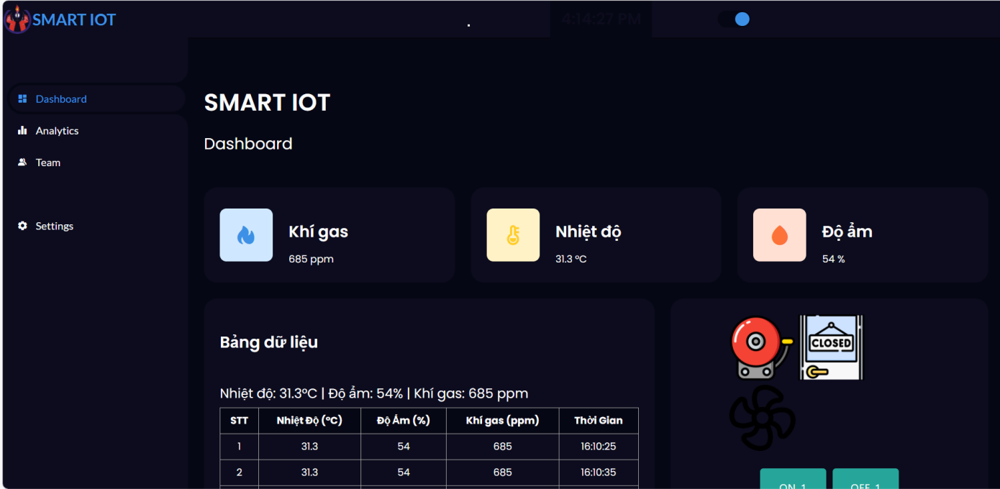 SMART IOT
4:14:27 PM
Dashboard
Analytics
Team
Settings
SMART IOT
Dashboard
Khí gas
685 ppm
Nhiệt độ
31.3 °C
Độ ẩm
54 %
Bảng dữ liệu
Nhiệt độ: 31.3°C | Độ ẩm: 54% | Khí gas: 685 ppm
STT Nhiệt Độ (°C) Độ Ẩm (%) Khí gas (ppm) Thời Gian
1 31.3 54 685 16:10:25
2 31.3 54 685 16:10:35
CLOSED
ON 1 OFF 1